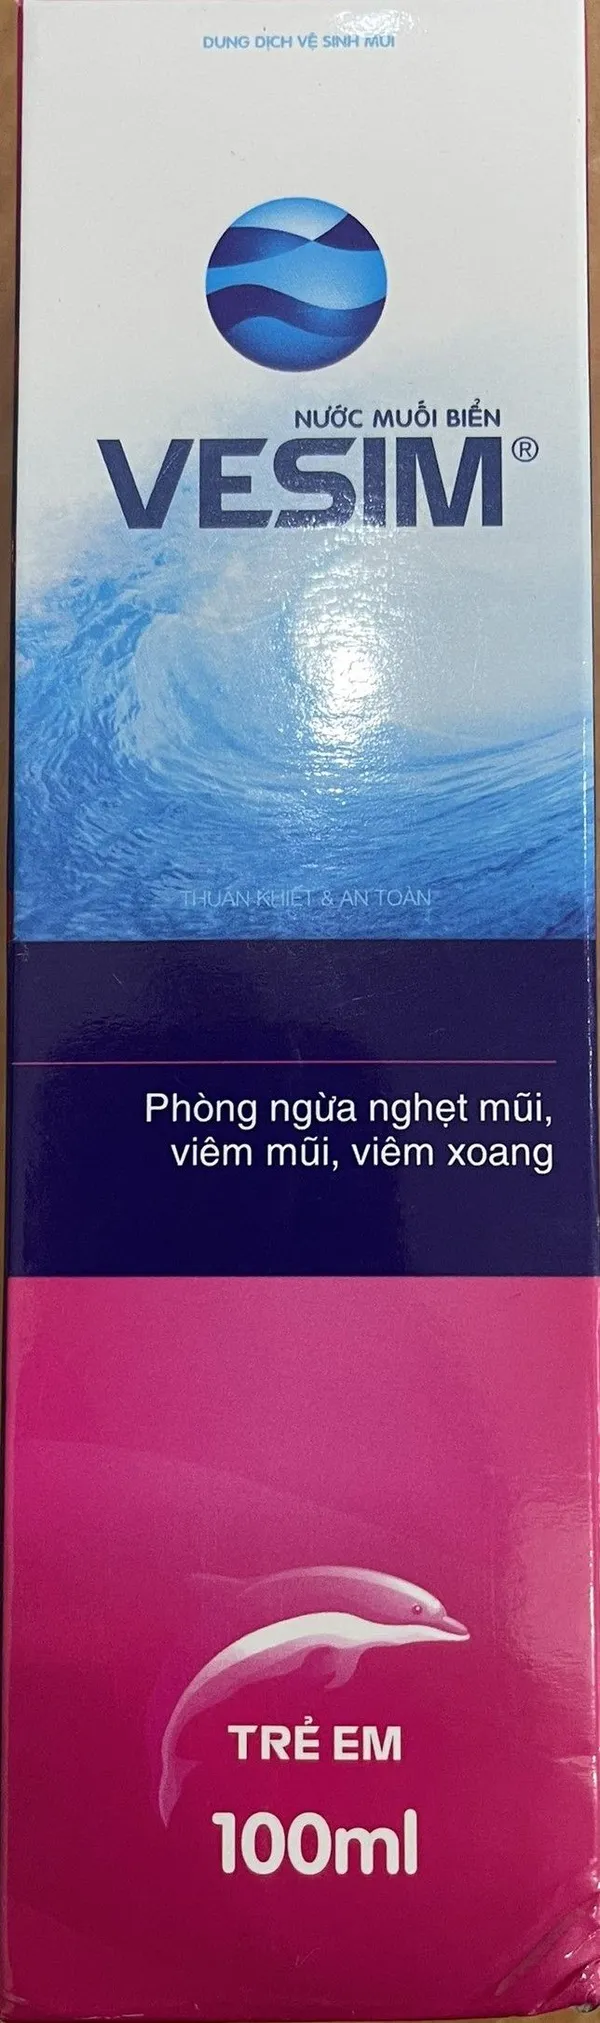 DUNG DỊCH VỆ SINH MŨI
NƯỚC MUỐI BIỂN
VESIM®
THUẦN KHIẾT & AN TOÀN
Phòng ngừa nghẹt mũi,
viêm mũi, viêm xoang
TRẺ EM
100ml